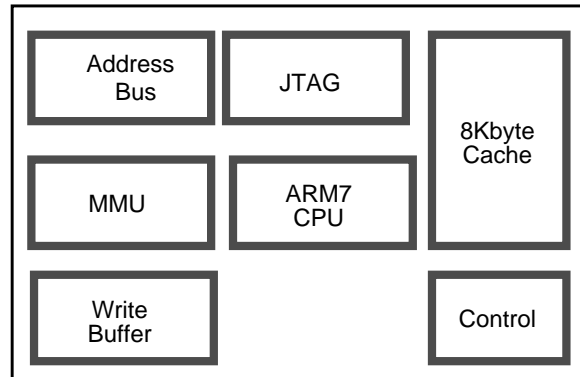 Address
Bus
JTAG
8Kbyte
Cache
MMU
ARM7
CPU
Write
Buffer
Control